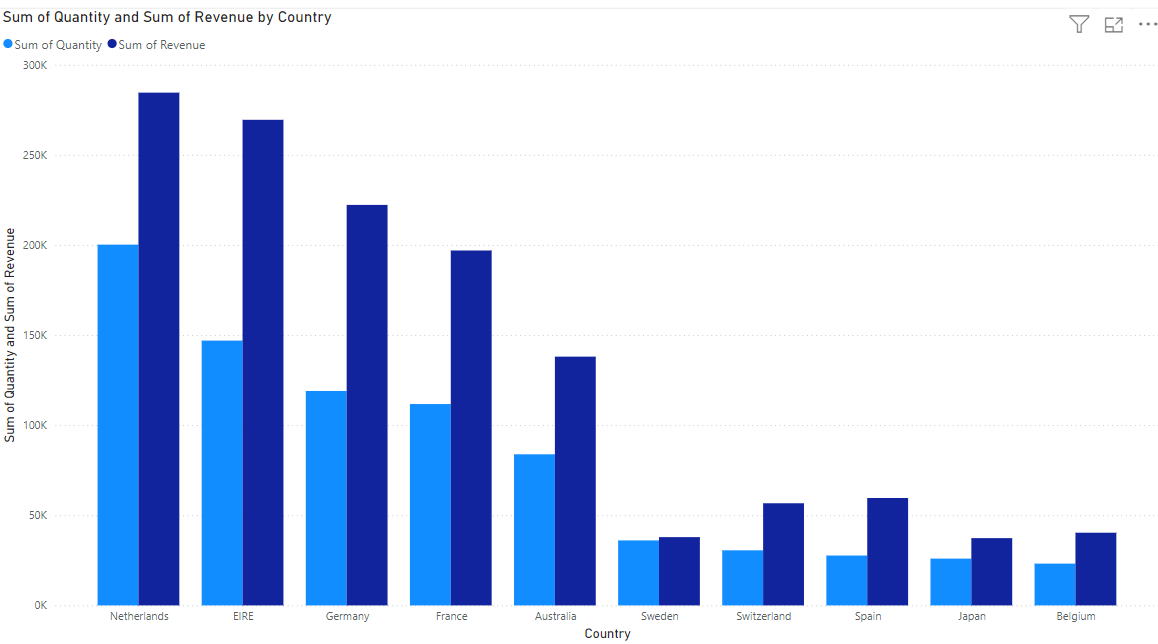 Sum of Quantity and Sum of Revenue by Country
Sum of Quantity Sum of Revenue
300K
250K
200K
150K
100K
50K
0K
Sum of Quantity and Sum of Revenue
Netherlands EIRE Germany France Australia Sweden Switzerland Spain Japan Belgium
Country